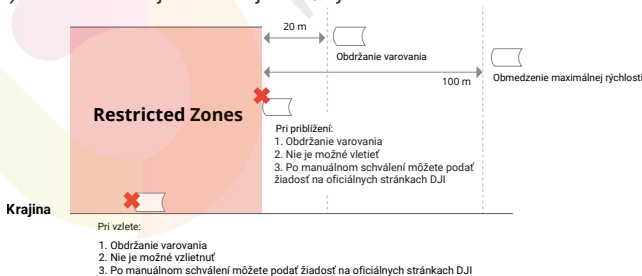 20 m
Obdržanie varovania
100 m
Obmedzenie maximálnej rýchlosti
Restricted Zones
Pri priblížení:
1. Obdržanie varovania
2. Nie je možné vletieť
3. Po manuálnom schválení môžete podať
žiadosť na oficiálnych stránkach DJI
Krajina
Pri vzlete:
1. Obdržanie varovania
2. Nie je možné vzlietnuť
3. Po manuálnom schválení môžete podať žiadosť na oficiálnych stránkach DJI